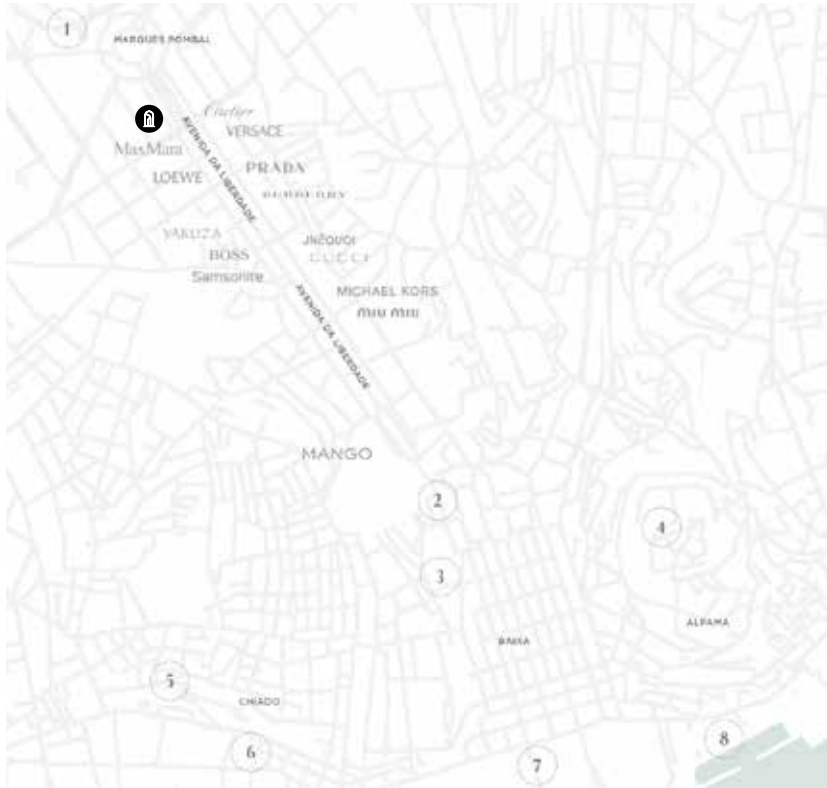 1
MARQUÊS POMBAL
Cartier
VERSACE
MaxMara
AVENIDA DA LIBERDADE
PRADA
LOEWE
BURBERRY
YAKUZA
JNCQUOI
BOSS
GUCCI
Samsonite
MICHAEL KORS
AVENIDA DA LIBERDADE
miu miu
MANGO
2
4
3
ALFAMA
BAIXA
5
CHIADO
8
6
7